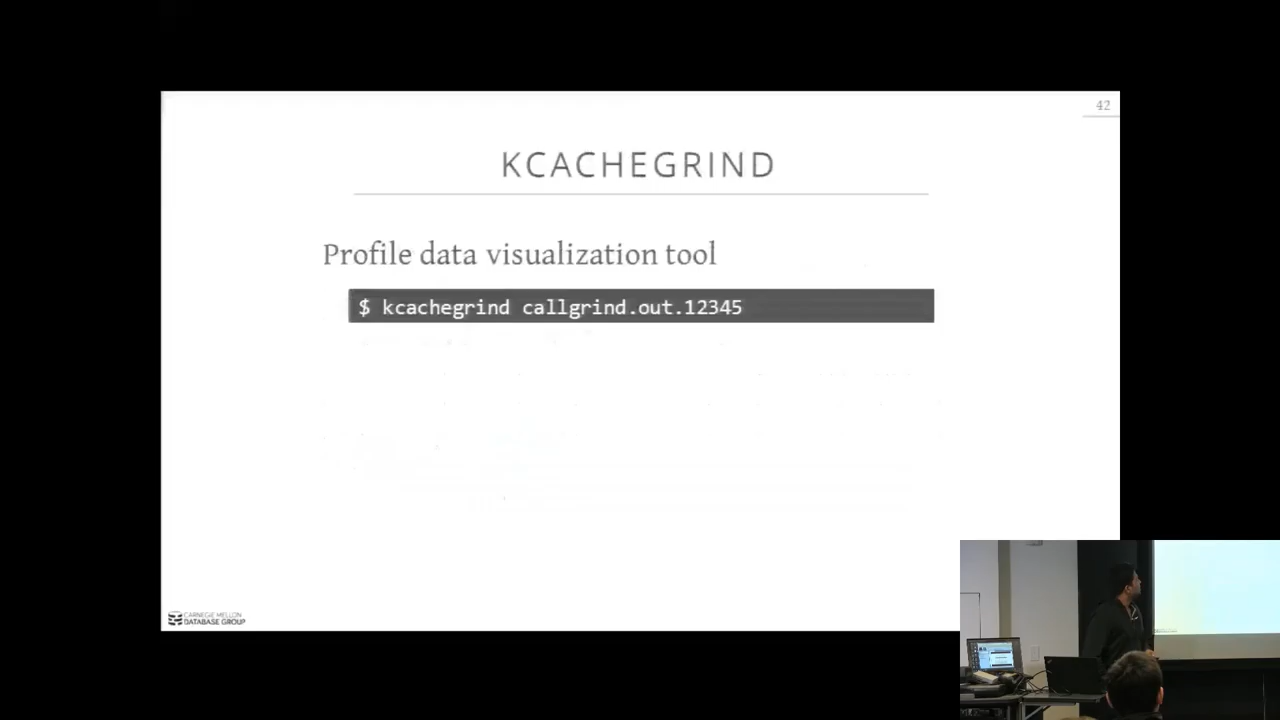 42
KCACHEGRIND
Profile data visualization tool
$ kcachegrind callgrind.out.12345
CARNEGIE MELLON
DATABASE GROUP